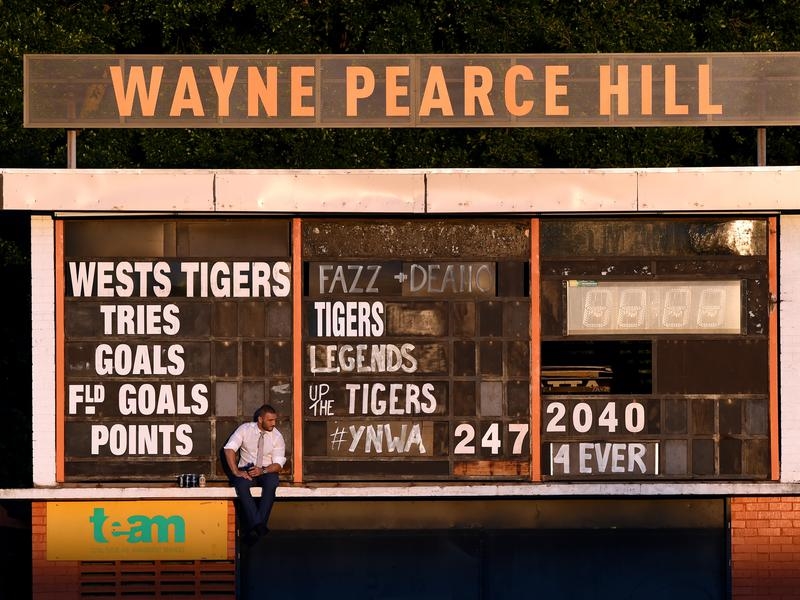 WAYNE PEARCE HILL
WESTS TIGERS
TRIES
GOALS
FLD GOALS
POINTS
FAZZ + DEANO
TIGERS
LEGENDS
UP THE TIGERS
#YNWA
247
2040
4 EVER
team